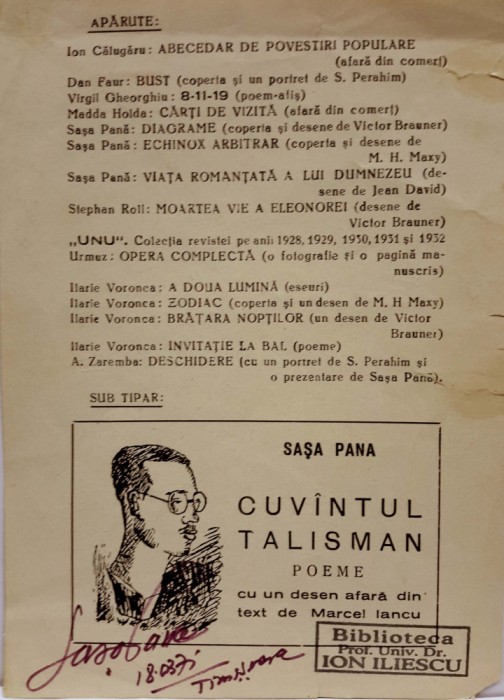 APĂRUTE:
Ion Călugăru: ABECEDAR DE POVESTIRI POPULARE
(afară din comerț)
Dan Faur: BUST (coperta și un portret de S. Perahim)
Virgil Gheorghiu: 8-11-19 (poem-afiș)
Madda Holda: CĂRȚI DE VIZITĂ (afară din comerț)
Sașa Pană: DIAGRAME (coperta și desene de Victor Brauner)
Sașa Pană: ECHINOX ARBITRAR (coperta și desene de
M. H. Maxy)
Sașa Pană: VIAȚA ROMANȚATĂ A LUI DUMNEZEU (de-
sene de Jean David)
Stephan Roll: MOARTEA VIE A ELEONOREI (desene de
Victor Brauner)
„UNU“. Colecția revistei pe anii 1928, 1929, 1930, 1931 și 1932
Urmuz: OPERA COMPLECTĂ (o fotografie și o pagină ma-
nuscris)
Ilarie Voronca: A DOUA LUMINĂ (eseuri)
Ilarie Voronca: ZODIAC (coperta și un desen de M. H Maxy)
Ilarie Voronca: BRĂȚARA NOPȚILOR (un desen de Victor
Brauner)
Ilarie Voronca: INVITAȚIE LA BAL (poeme)
A. Zaremba: DESCHIDERE (cu un portret de S. Perahim și
o prezentare de Sașa Pană).
SUB TIPAR:
SAȘA PANA
CUVÎNTUL
TALISMAN
POEME
cu un desen afară din
text de Marcel Iancu
Sașa Pană
18.0371
Timișoara
Biblioteca
Prof. Univ. Dr.
ION ILIESCU